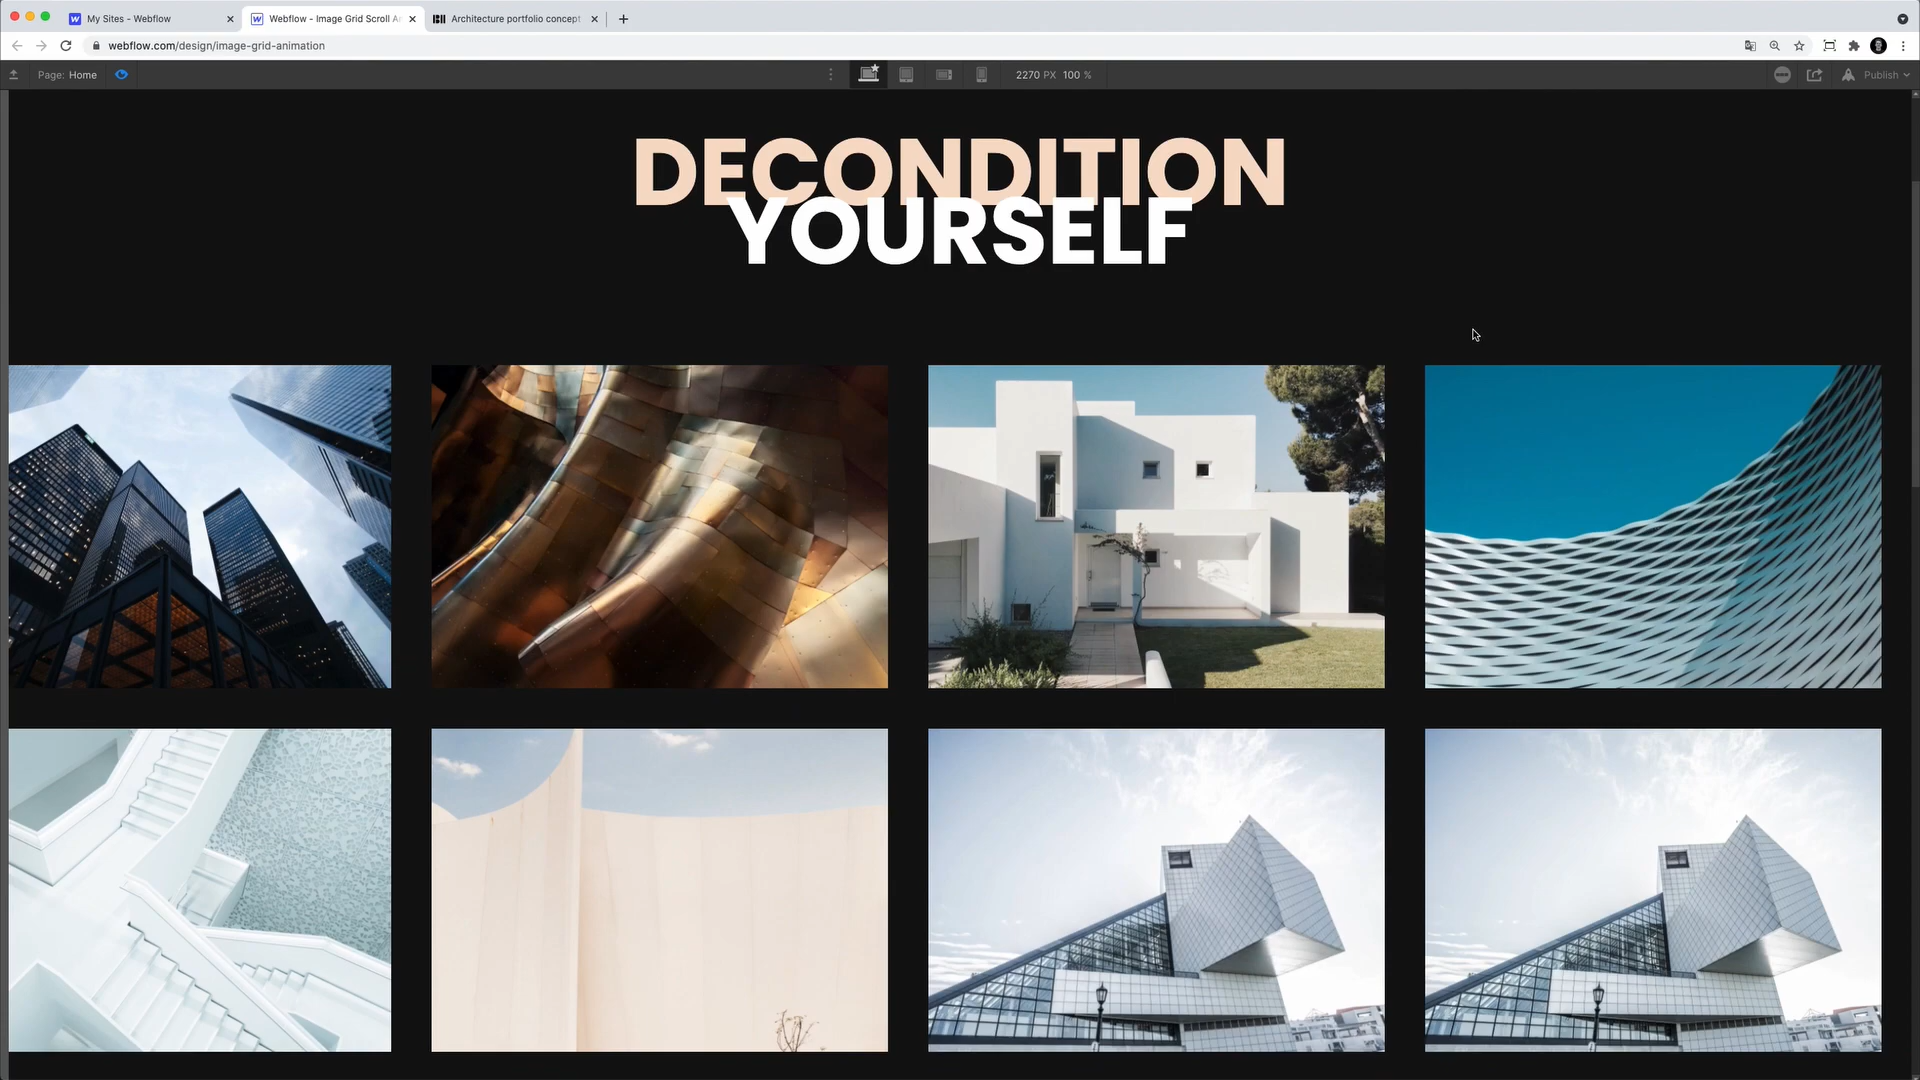 My Sites - Webflow
Webflow - Image Grid Scroll A
Architecture portfolio concept
webflow.com/design/image-grid-animation
Page: Home
2270 PX 100 %
Publish
DECONDITION
YOURSELF